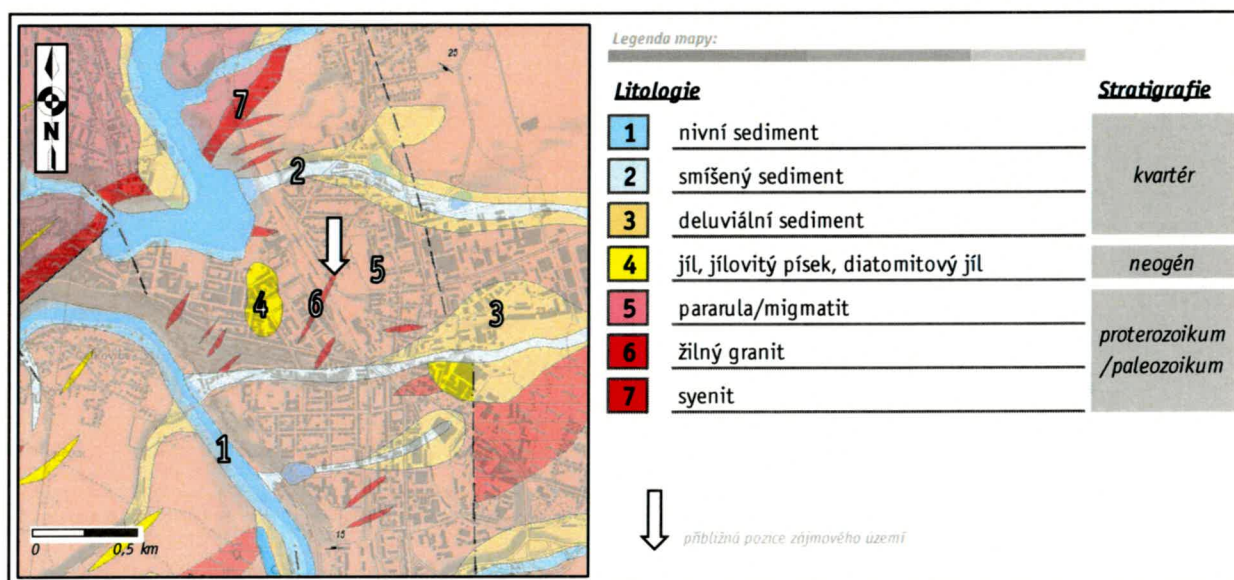 N
25
7
2
5
6
4
3
1
15
0 0,5 km
Legenda mapy:
Litologie Stratigrafie
1 nivní sediment
2 smíšený sediment
kvartér
3 deluviální sediment
4 jíl, jílovitý písek, diatomitový jíl neogén
5 pararula/migmatit
6 žilný granit
proterozoikum
/paleozoikum
7 syenit
přibližná pozice zájmového území